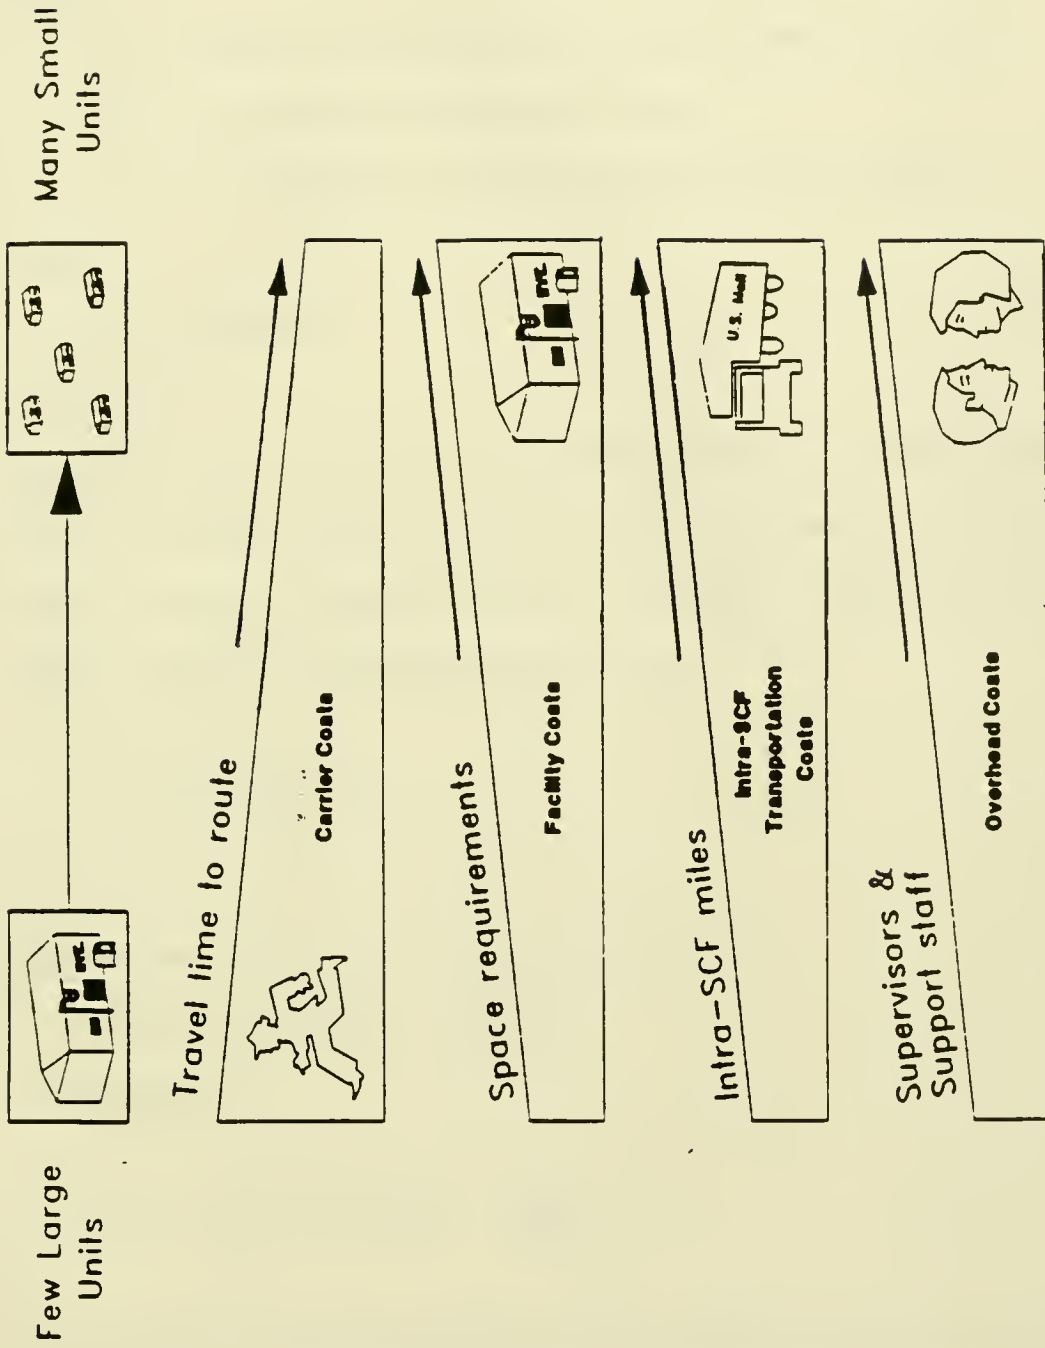 Few Large
Units
Many Small
Units
Travel time to route
Carrier Costs
Space requirements
Facility Costs
Intra-SCF miles
Intra-SCF
Transportation
Costs
U.S. Mail
Supervisors &
Support staff
Overhead Costs